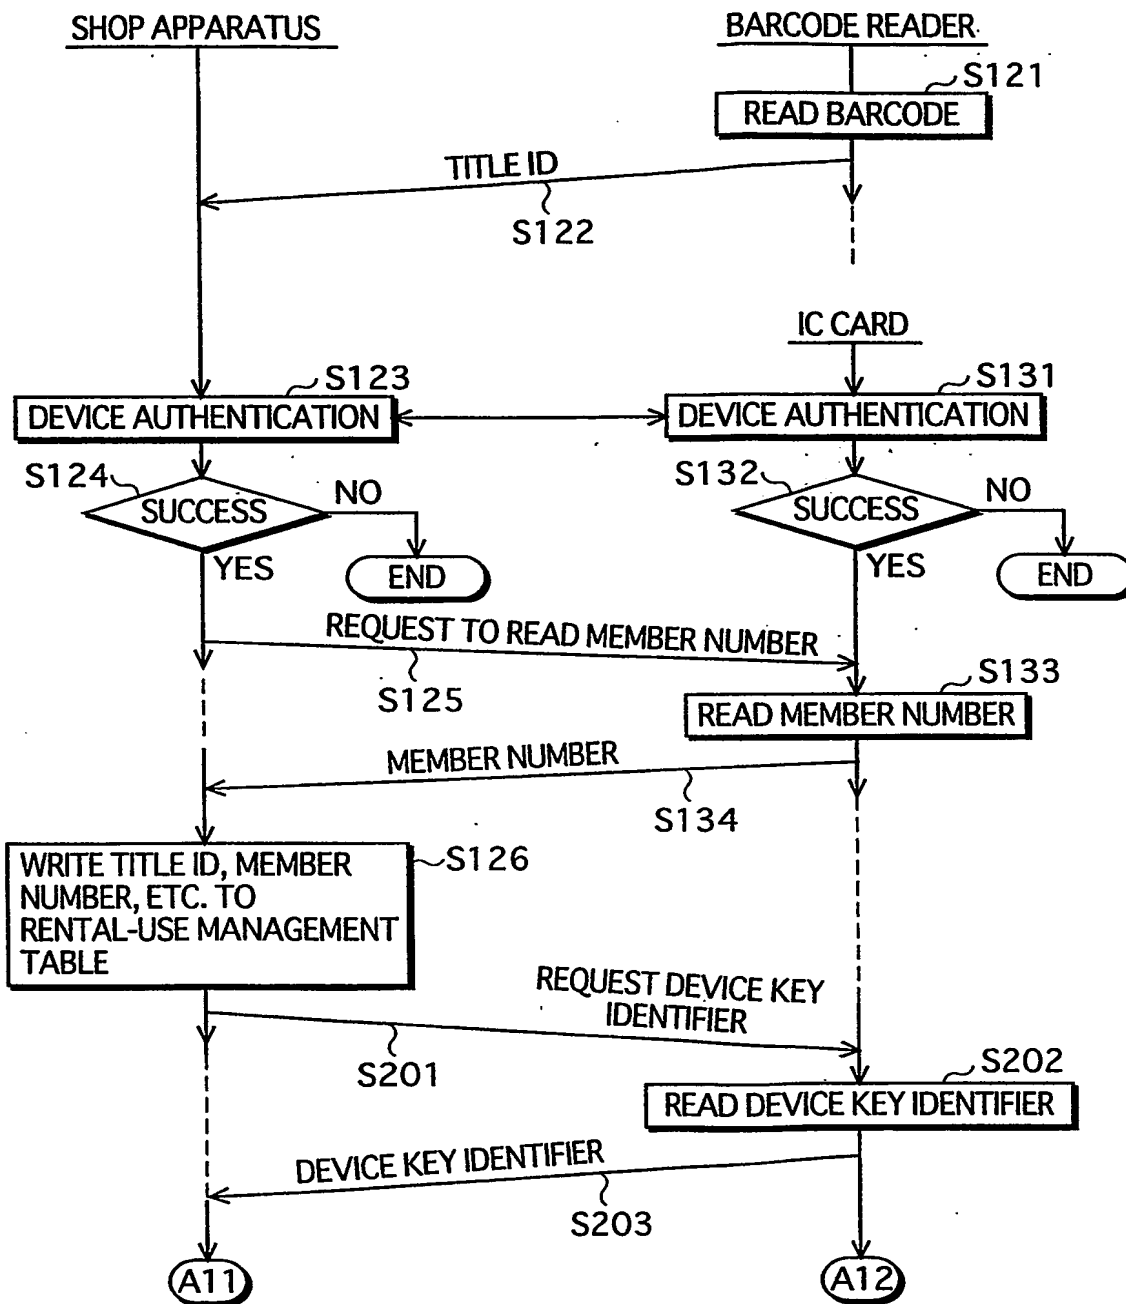 SHOP APPARATUS
BARCODE READER
S121
READ BARCODE
TITLE ID
S122
IC CARD
S123
S131
DEVICE AUTHENTICATION
DEVICE AUTHENTICATION
S124
SUCCESS
NO
YES
END
S132
SUCCESS
NO
YES
END
REQUEST TO READ MEMBER NUMBER
S125
S133
READ MEMBER NUMBER
MEMBER NUMBER
S134
S126
WRITE TITLE ID, MEMBER
NUMBER, ETC. TO
RENTAL-USE MANAGEMENT
TABLE
REQUEST DEVICE KEY
IDENTIFIER
S201
S202
READ DEVICE KEY IDENTIFIER
DEVICE KEY IDENTIFIER
S203
A11
A12